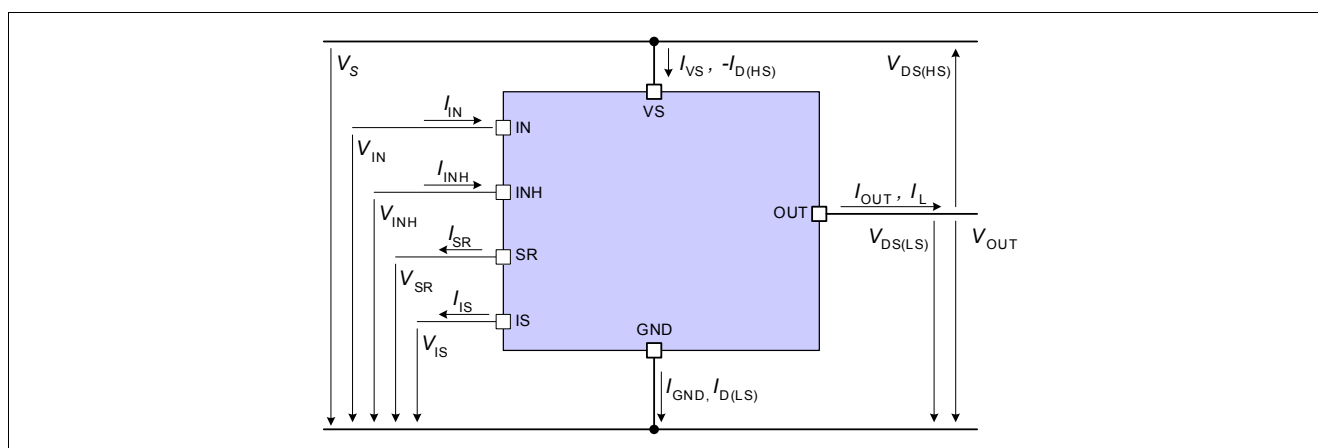 V_S
I_VS , -I_D(HS)
V_DS(HS)
VS
I_IN
IN
V_IN
I_INH
INH
V_INH
I_OUT , I_L
OUT
V_DS(LS)
V_OUT
I_SR
SR
V_SR
I_IS
IS
V_IS
GND
I_GND, I_D(LS)